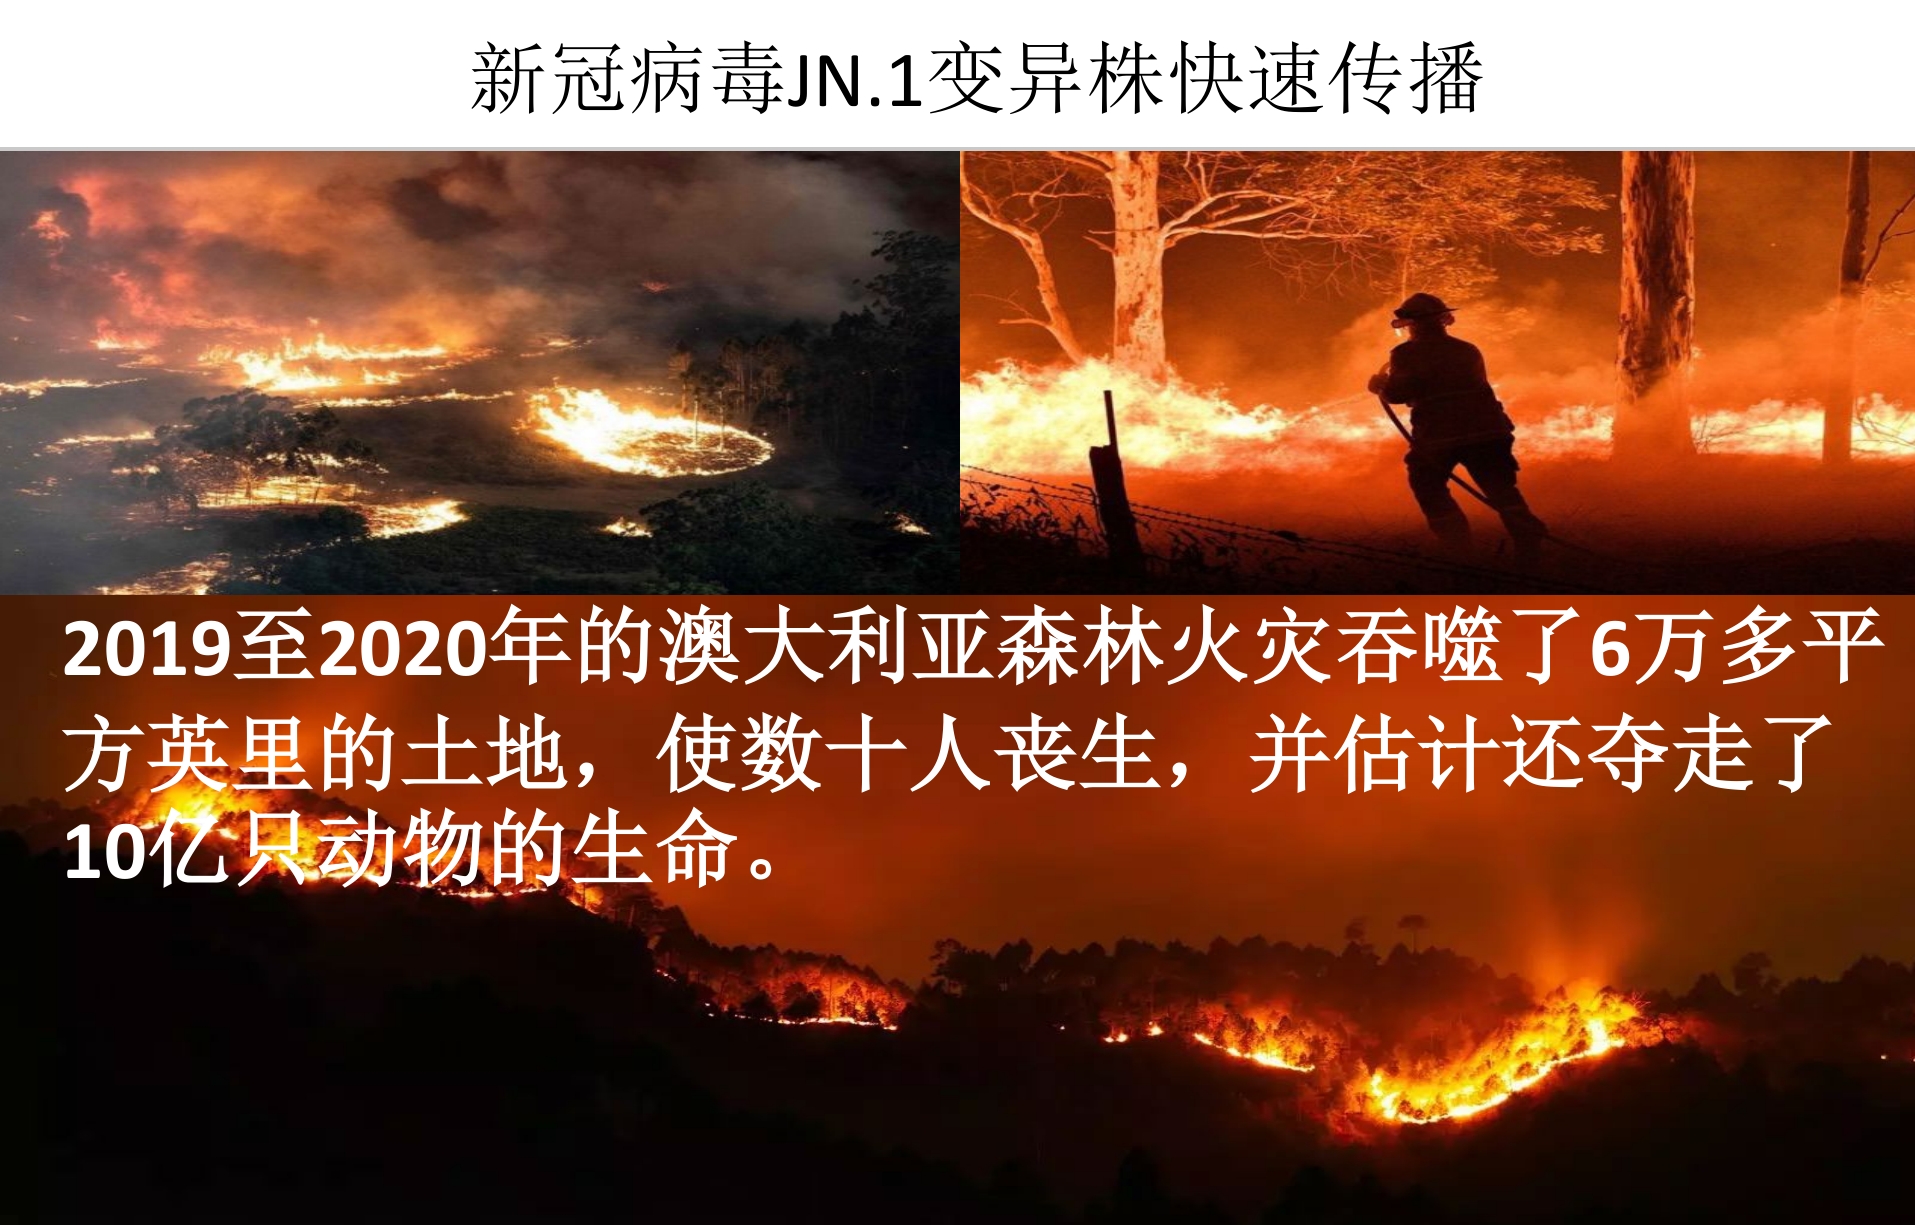 新冠病毒JN.1变异株快速传播
2019至2020年的澳大利亚森林火灾吞噬了6万多平
方英里的土地，使数十人丧生，并估计还夺走了
10亿只动物的生命。